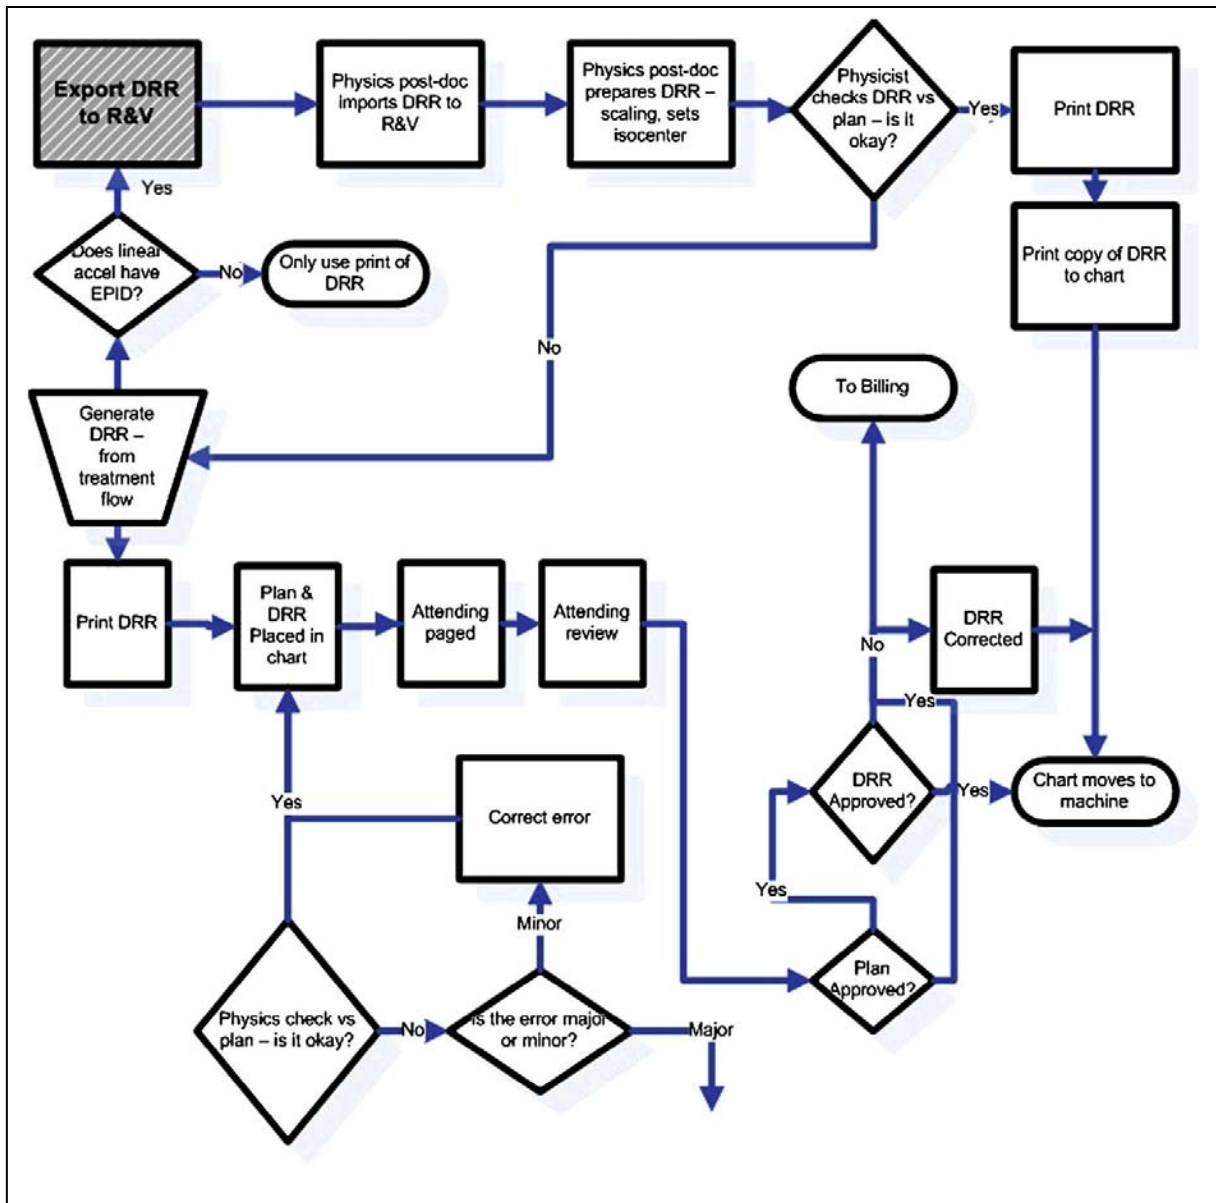 Export DRR
to R&V
Physics post-doc
imports DRR to
R&V
Physics post-doc
prepares DRR –
scaling, sets
isocenter
Physicist
checks DRR vs
plan – is it
okay?
Yes
Print DRR
Yes
Does linear
accel have
EPID?
No
Only use print of
DRR
Print copy of DRR
to chart
No
To Billing
Generate
DRR –
from
treatment
flow
Print DRR
Plan &
DRR
Placed in
chart
Attending
paged
Attending
review
No
DRR
Corrected
Yes
DRR
Approved?
Yes
Chart moves to
machine
Yes
Correct error
Yes
Minor
Plan
Approved?
Physics check vs
plan – is it okay?
No
Is the error major
or minor?
Major